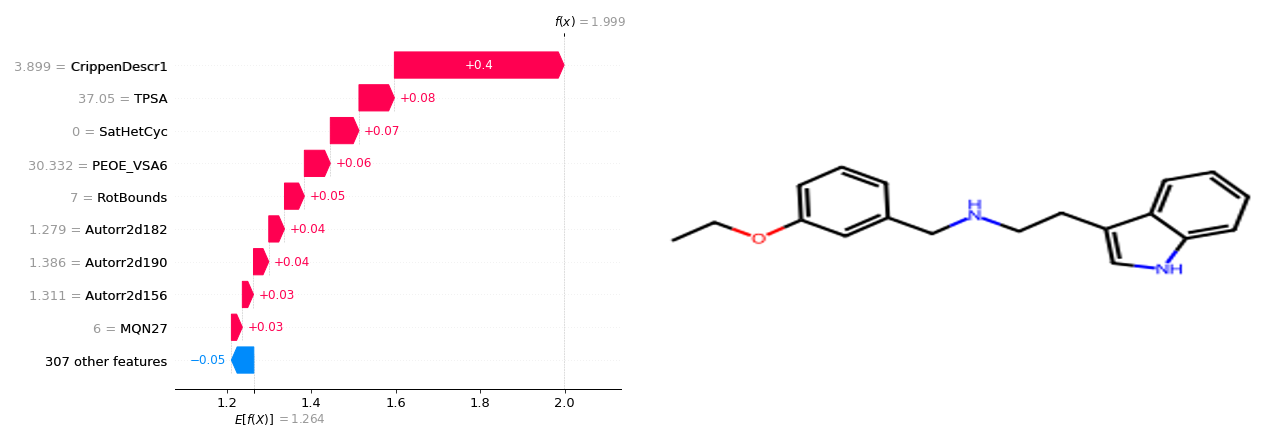 f(x) = 1.999
3.899 = CrippenDescr1
+0.4
37.05 = TPSA
+0.08
0 = SatHetCyc
+0.07
30.332 = PEOE_VSA6
+0.06
7 = RotBounds
+0.05
1.279 = Autorr2d182
+0.04
1.386 = Autorr2d190
+0.04
1.311 = Autorr2d156
+0.03
6 = MQN27
+0.03
307 other features
−0.05
1.2 1.4 1.6 1.8 2.0
E[f(X)] = 1.264
O
H
N
NH